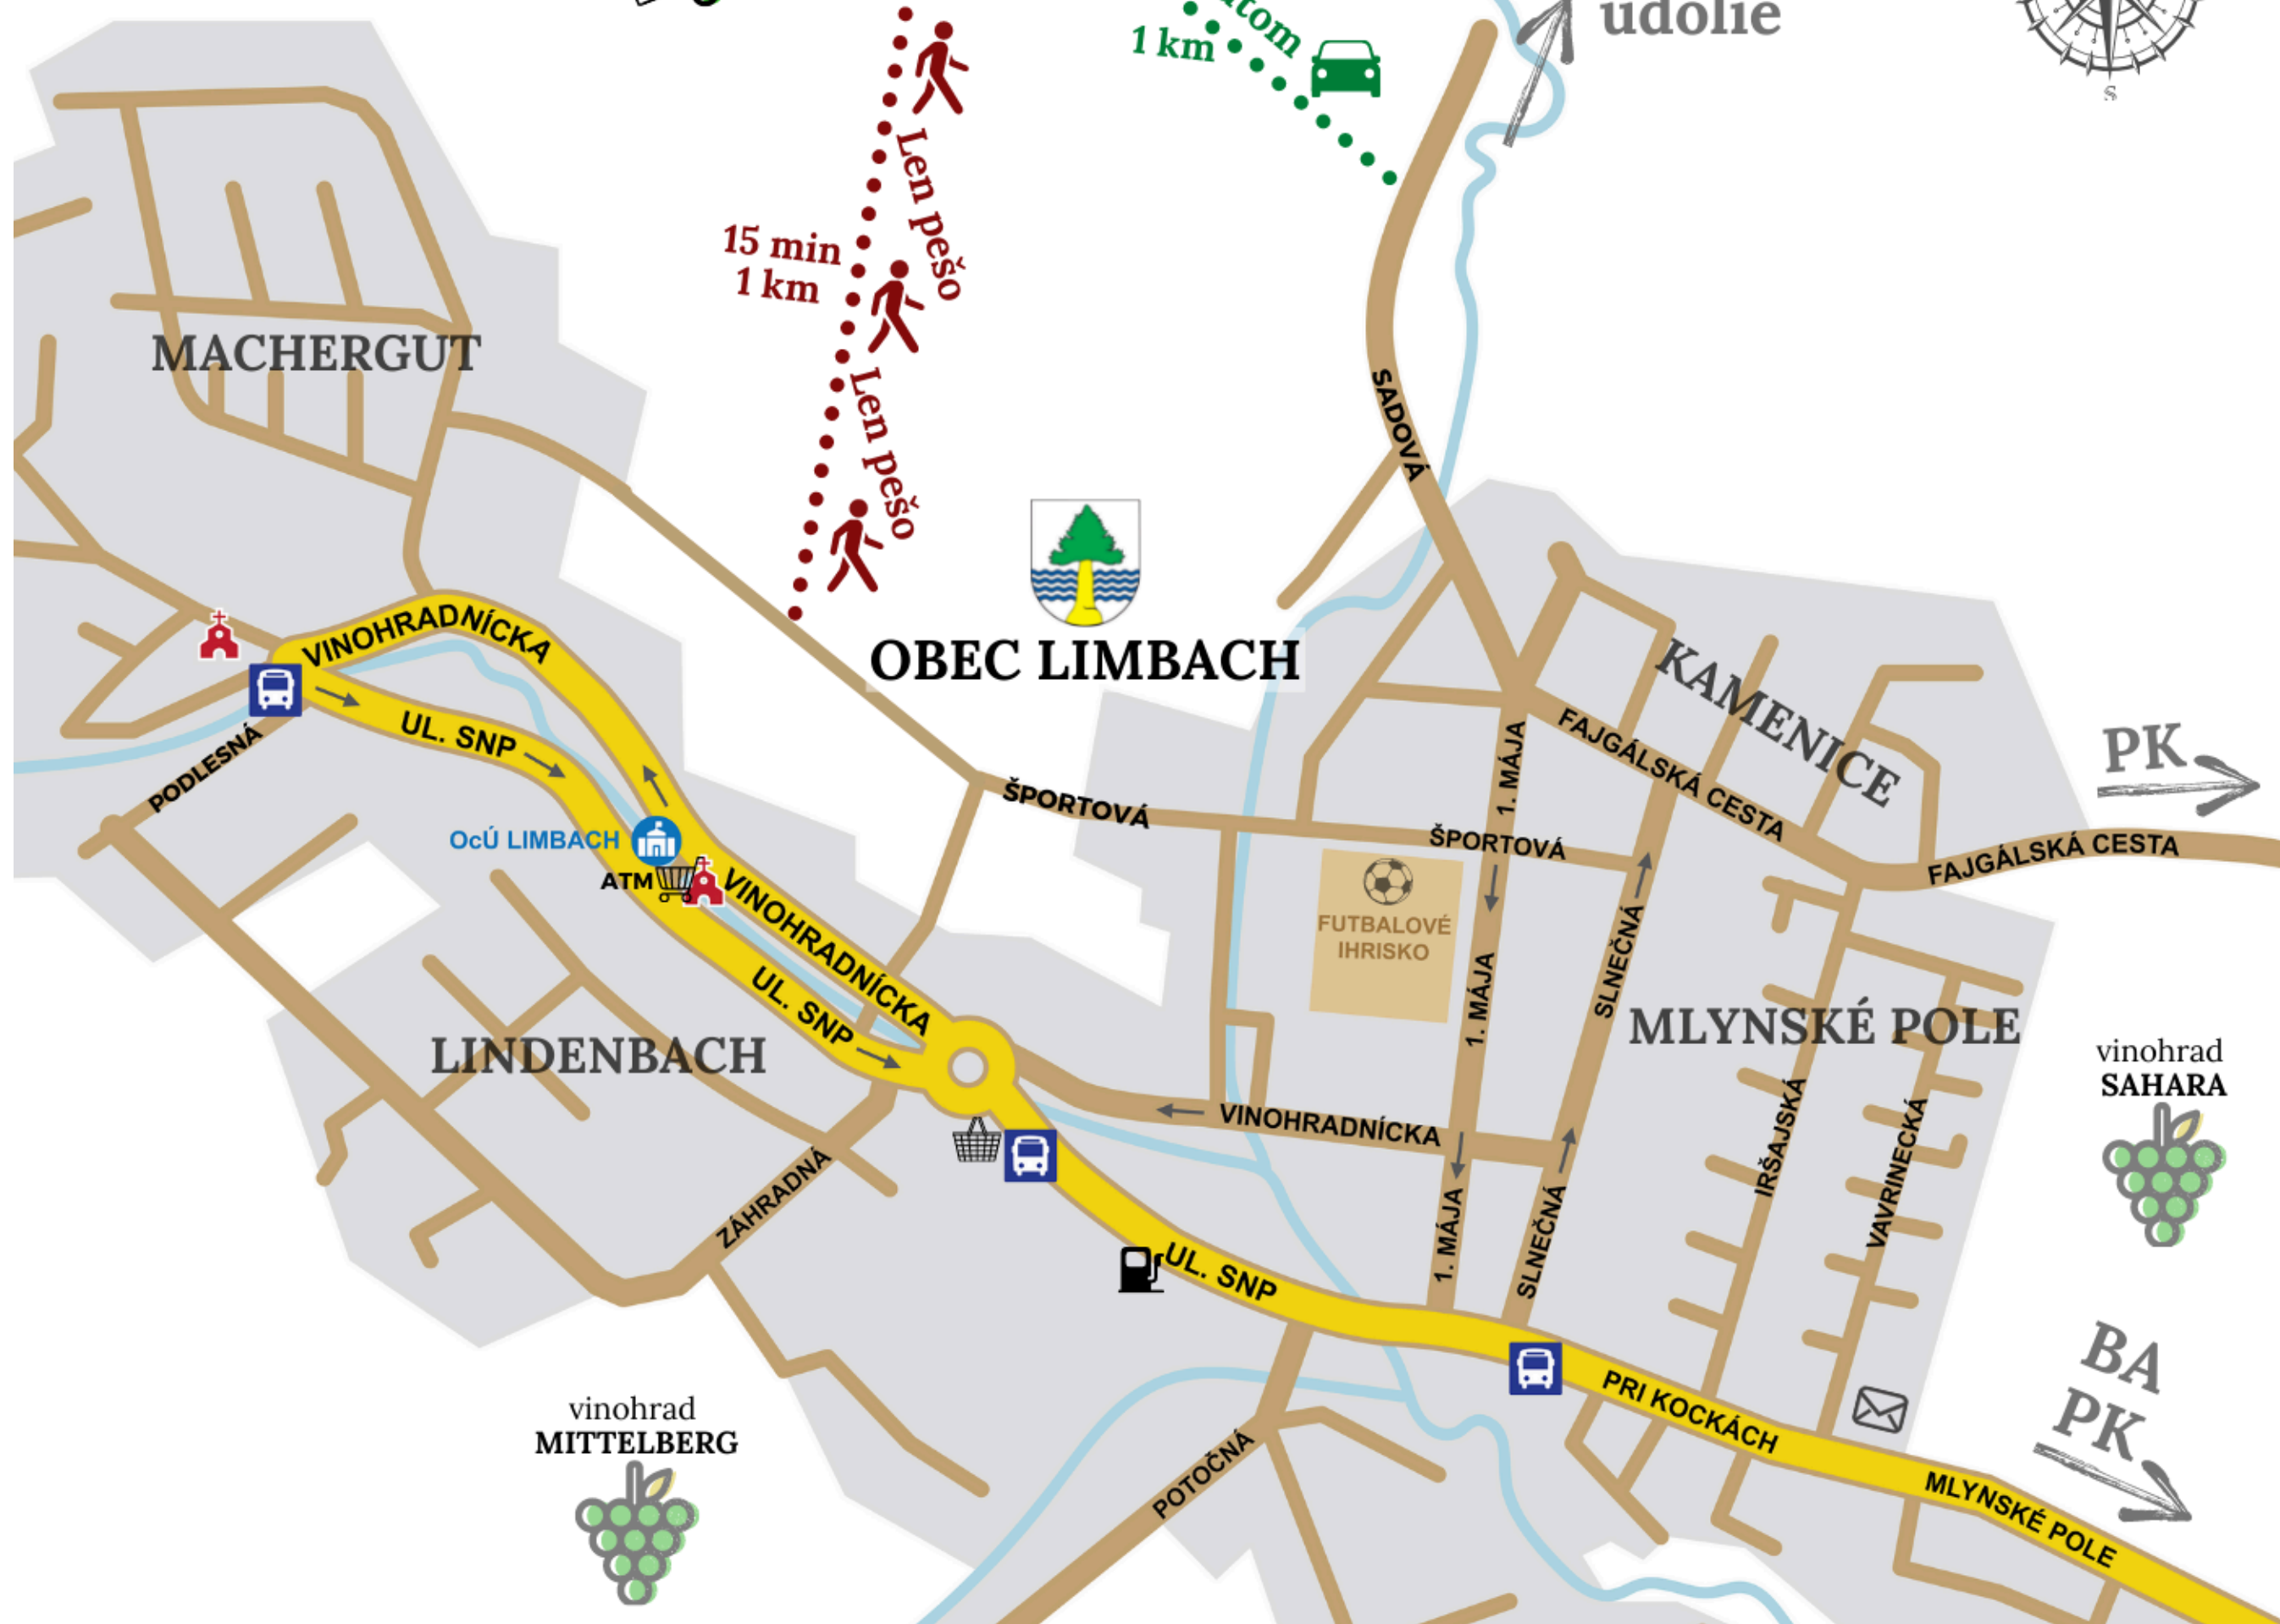 údolie
1 km
S
Len pešo
15 min
1 km
MACHERGUT
Len pešo
SADOVÁ
OBEC LIMBACH
VINOHRADNÍCKA
KAMENICE
UL. SNP
PODLESNÁ
1. MÁJA
FAJGÁLSKÁ CESTA
PK
ŠPORTOVÁ
OcÚ LIMBACH
ŠPORTOVÁ
FAJGÁLSKÁ CESTA
ATM
VINOHRADNÍCKA
FUTBALOVÉ
IHRISKO
SLNEČNÁ
1. MÁJA
UL. SNP
MLYNSKÉ POLE
LINDENBACH
vinohrad
SAHARA
VINOHRADNÍCKA
IRŠAJSKÁ
VAVRINECKÁ
ZÁHRADNÁ
1. MÁJA
SLNEČNÁ
UL. SNP
BA
PK
PRI KOCKÁCH
vinohrad
MITTELBERG
POTOČNÁ
MLYNSKÉ POLE